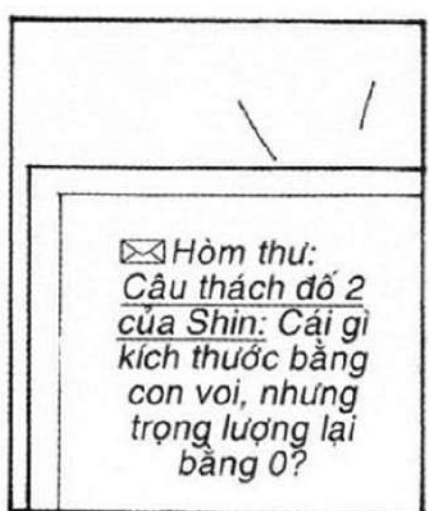 ✉Hòm thư:
Câu thách đố 2
của Shin: Cái gì
kích thước bằng
con voi, nhưng
trọng lượng lại
bằng 0?